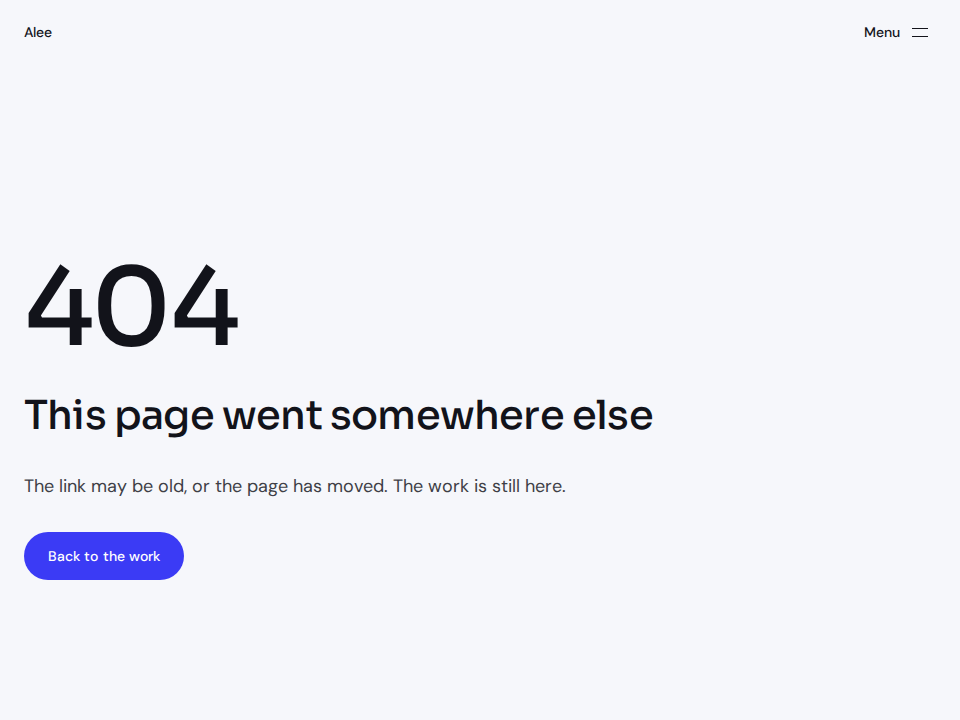 Alee
Menu
404
This page went somewhere else
The link may be old, or the page has moved. The work is still here.
Back to the work